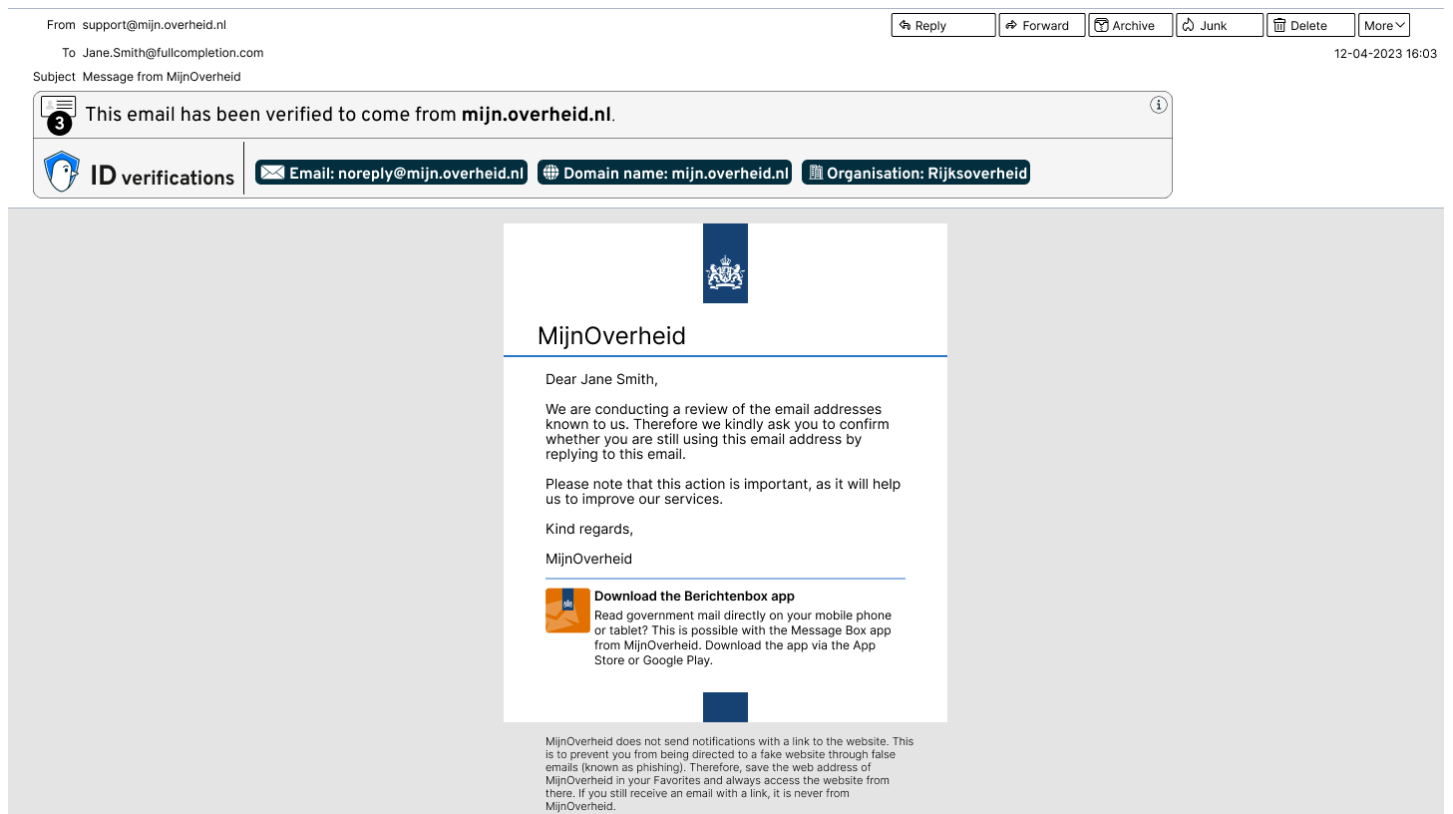 From support@mijn.overheid.nl
Reply Forward Archive Junk Delete More
To Jane.Smith@fullcompletion.com
12-04-2023 16:03
Subject Message from MijnOverheid
3 This email has been verified to come from mijn.overheid.nl. i
ID verifications Email: noreply@mijn.overheid.nl Domain name: mijn.overheid.nl Organisation: Rijksoverheid
MijnOverheid
Dear Jane Smith,
We are conducting a review of the email addresses
known to us. Therefore we kindly ask you to confirm
whether you are still using this email address by
replying to this email.
Please note that this action is important, as it will help
us to improve our services.
Kind regards,
MijnOverheid
Download the Berichtenbox app
Read government mail directly on your mobile phone
or tablet? This is possible with the Message Box app
from MijnOverheid. Download the app via the App
Store or Google Play.
MijnOverheid does not send notifications with a link to the website. This
is to prevent you from being directed to a fake website through false
emails (known as phishing). Therefore, save the web address of
MijnOverheid in your Favorites and always access the website from
there. If you still receive an email with a link, it is never from
MijnOverheid.